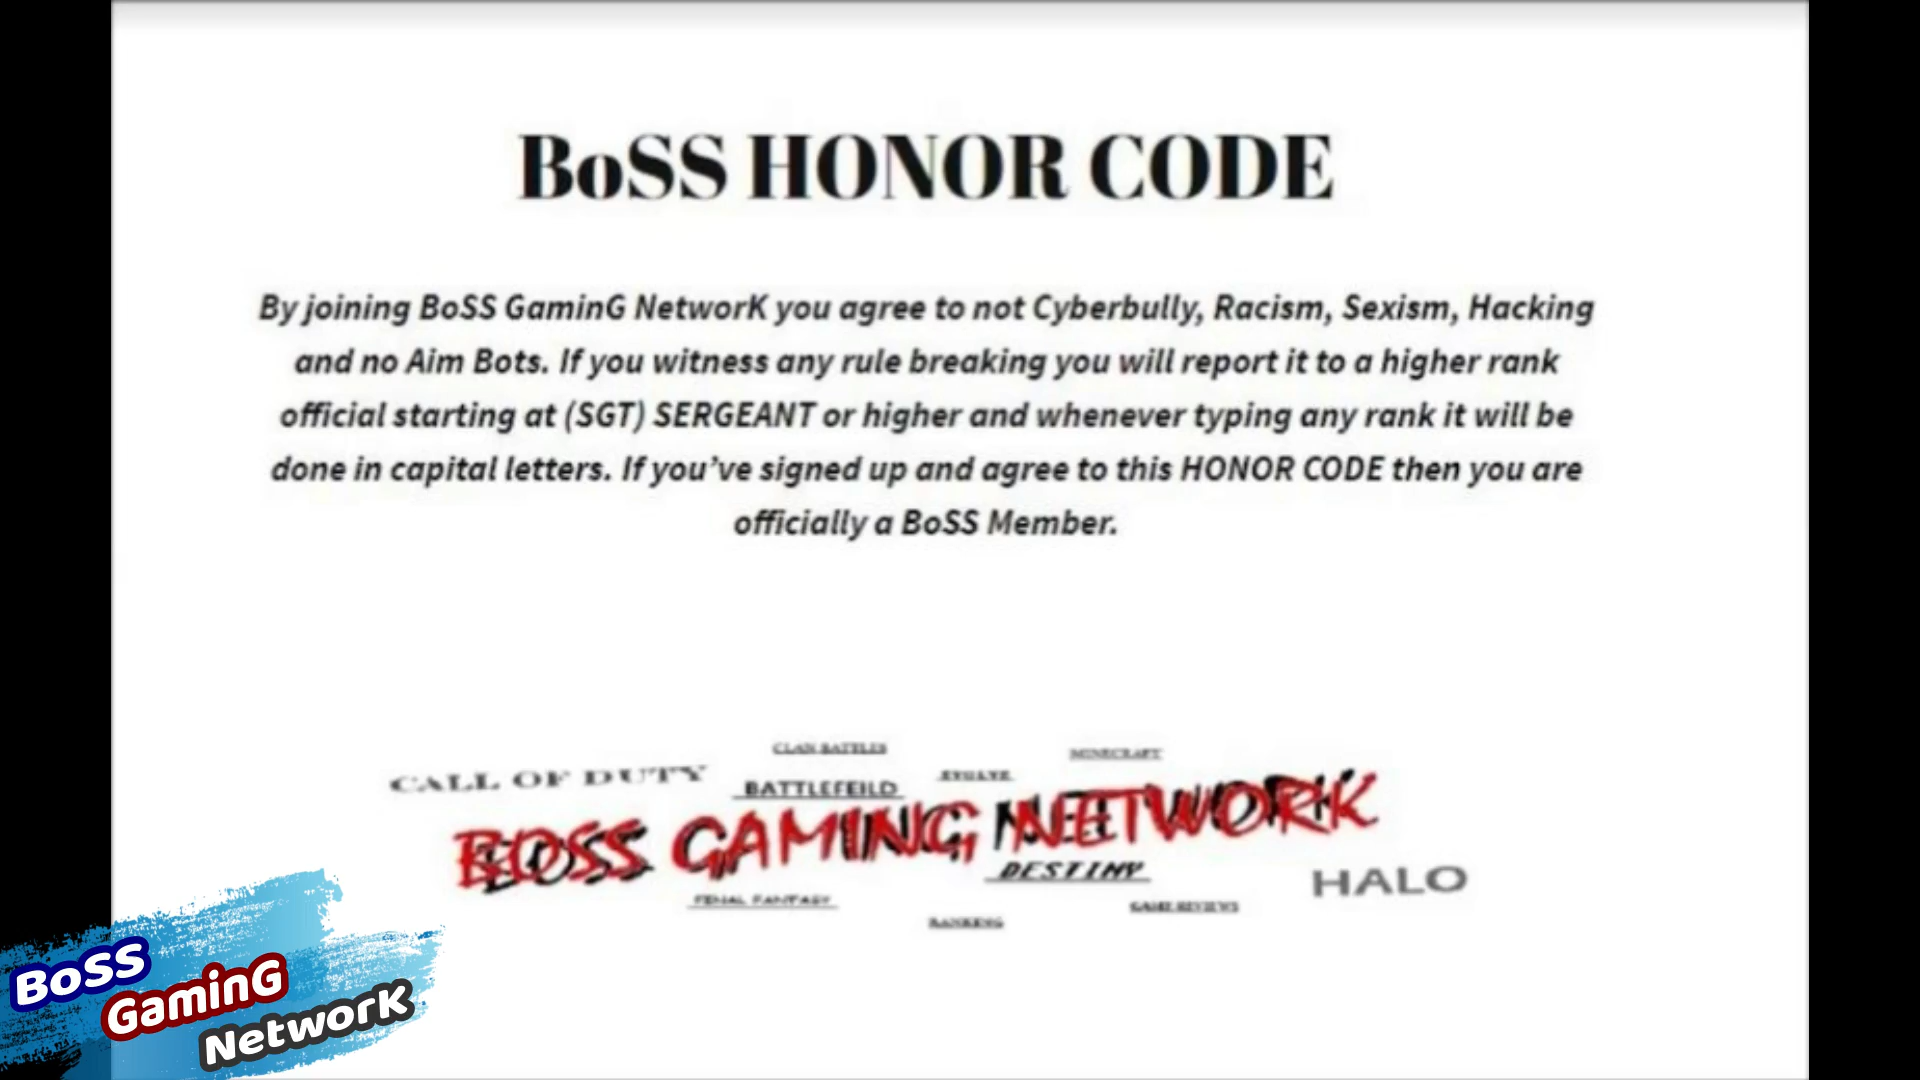 BoSS HONOR CODE
By joining BoSS GaminG NetworK you agree to not Cyberbully, Racism, Sexism, Hacking
and no Aim Bots. If you witness any rule breaking you will report it to a higher rank
official starting at (SGT) SERGEANT or higher and whenever typing any rank it will be
done in capital letters. If you’ve signed up and agree to this HONOR CODE then you are
officially a BoSS Member.
CLAN BATTLES
MINECRAFT
CALL OF DUTY
EVOLVE
BATTLEFEILD
BOSS GAMING NETWORK
DESTINY
HALO
FINAL FANTASY
GAME REVIEWS
RANKING
BoSS
GaminG
NetworK